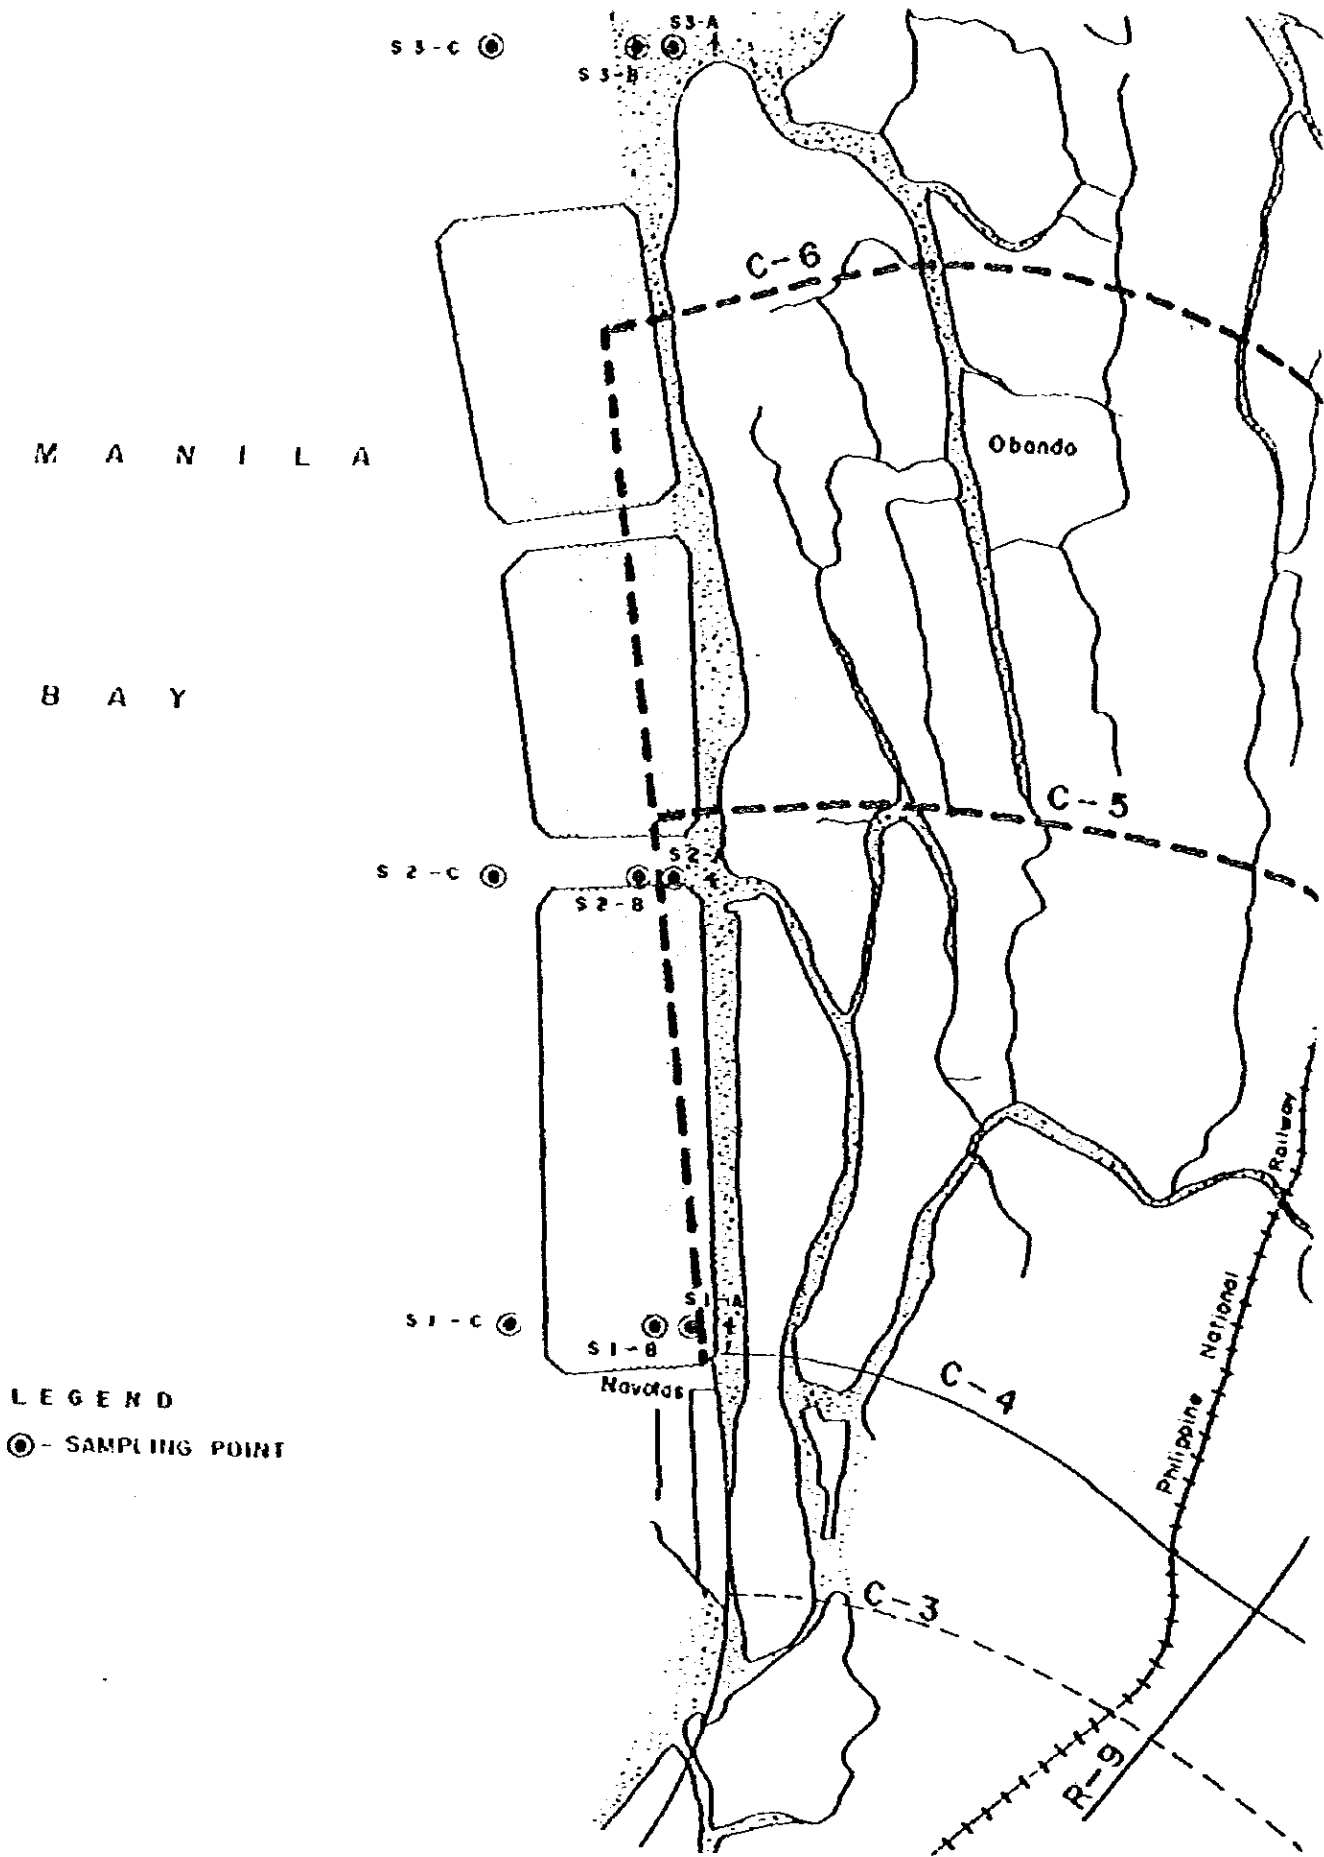 S3-A
S3-C
S3-B
C-6
MANILA
Obando
BAY
C-5
S2-
S2-C
S2-B
Railway
National
S1-A
S1-C
S1-B
C-4
Navotas
LEGEND
Philippine
- SAMPLING POINT
C-3
R-9